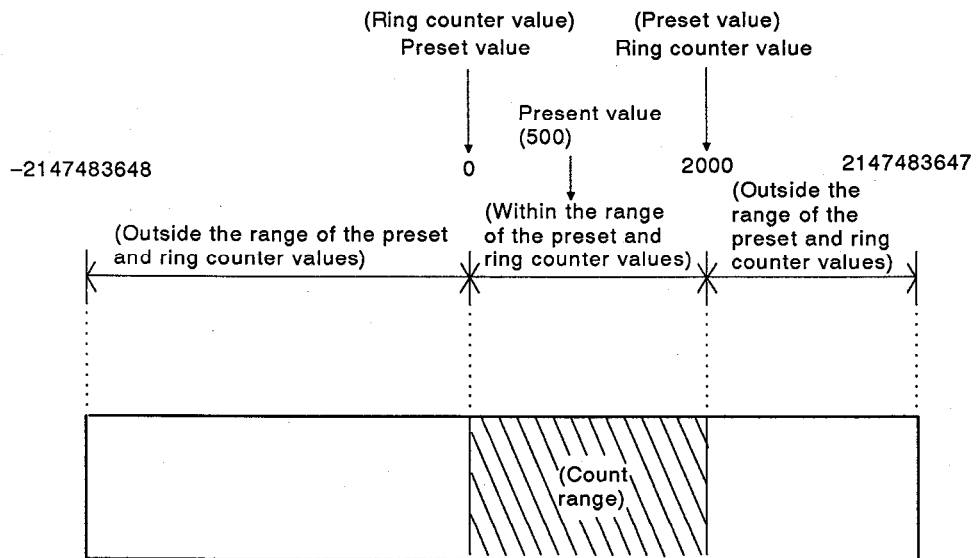 (Ring counter value)
Preset value
(Preset value)
Ring counter value
Present value
(500)
−2147483648
0
2000
2147483647
(Outside the range of the preset
and ring counter values)
(Within the range
of the preset and
ring counter values)
(Outside the
range of the
preset and ring
counter values)
(Count
range)